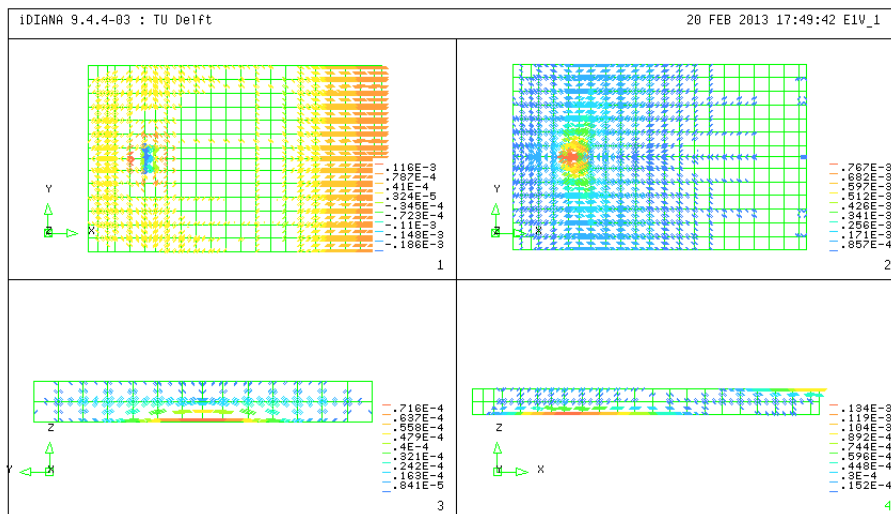 iDIANA 9.4.4-03 : TU Delft
20 FEB 2013 17:49:42 E1V_1
.116E-3
.787E-4
.41E-4
.324E-5
-.345E-4
-.723E-4
-.11E-3
-.148E-3
-.186E-3
Y
Z X
1
.767E-3
.682E-3
.597E-3
.512E-3
.426E-3
.341E-3
.256E-3
.171E-3
.857E-4
Y
Z X
2
.716E-4
.637E-4
.558E-4
.479E-4
.4E-4
.321E-4
.242E-4
.163E-4
.841E-5
Z
Y X
3
.134E-3
.119E-3
.104E-3
.892E-4
.744E-4
.596E-4
.448E-4
.3E-4
.152E-4
Z
Y X
4